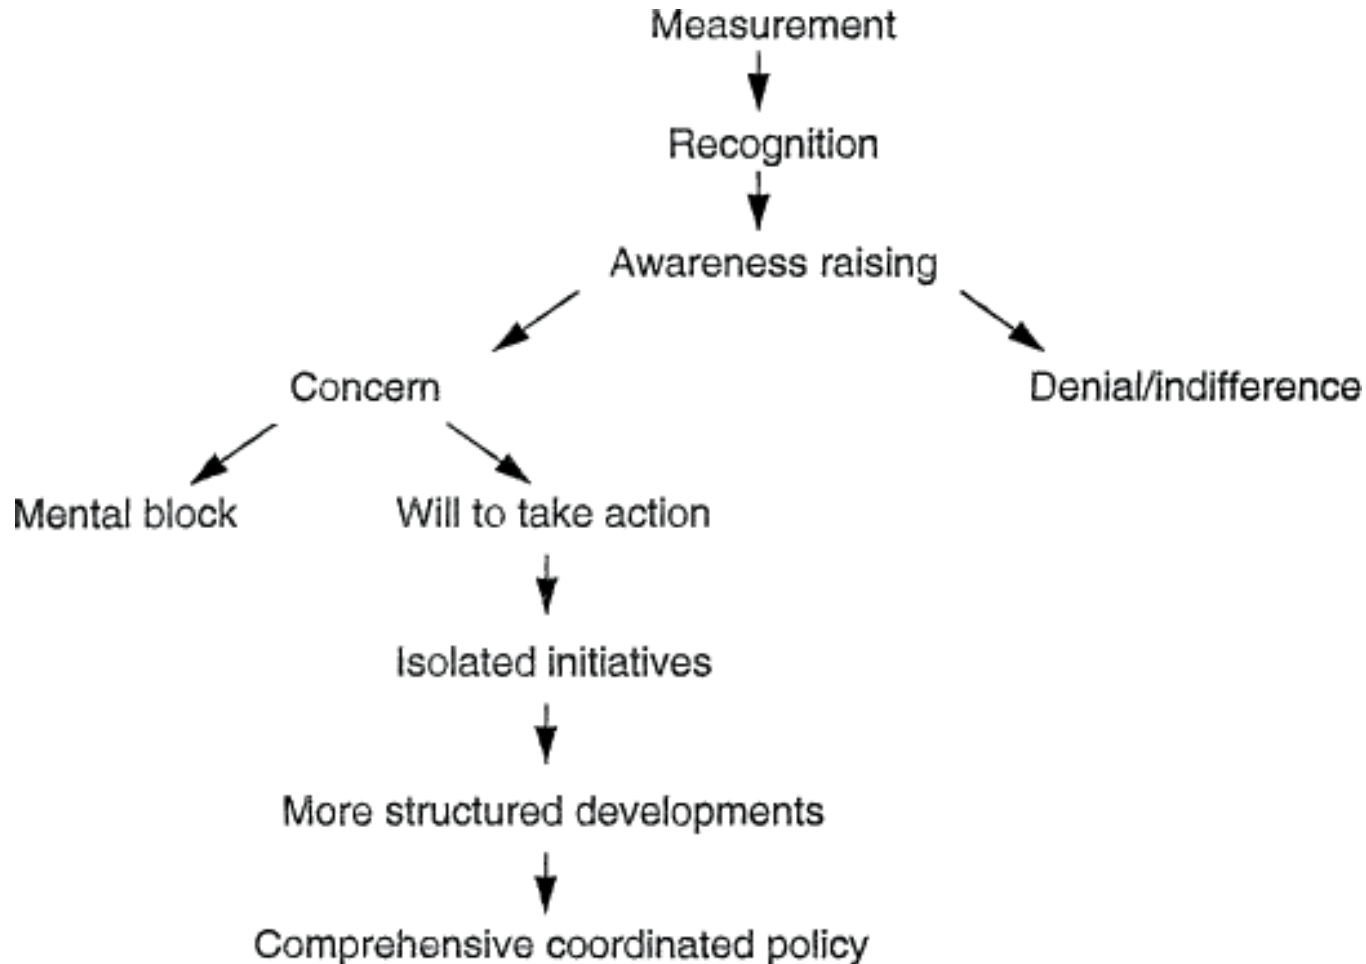 Measurement
Recognition
Awareness raising
Concern
Denial/indifference
Mental block
Will to take action
Isolated initiatives
More structured developments
Comprehensive coordinated policy